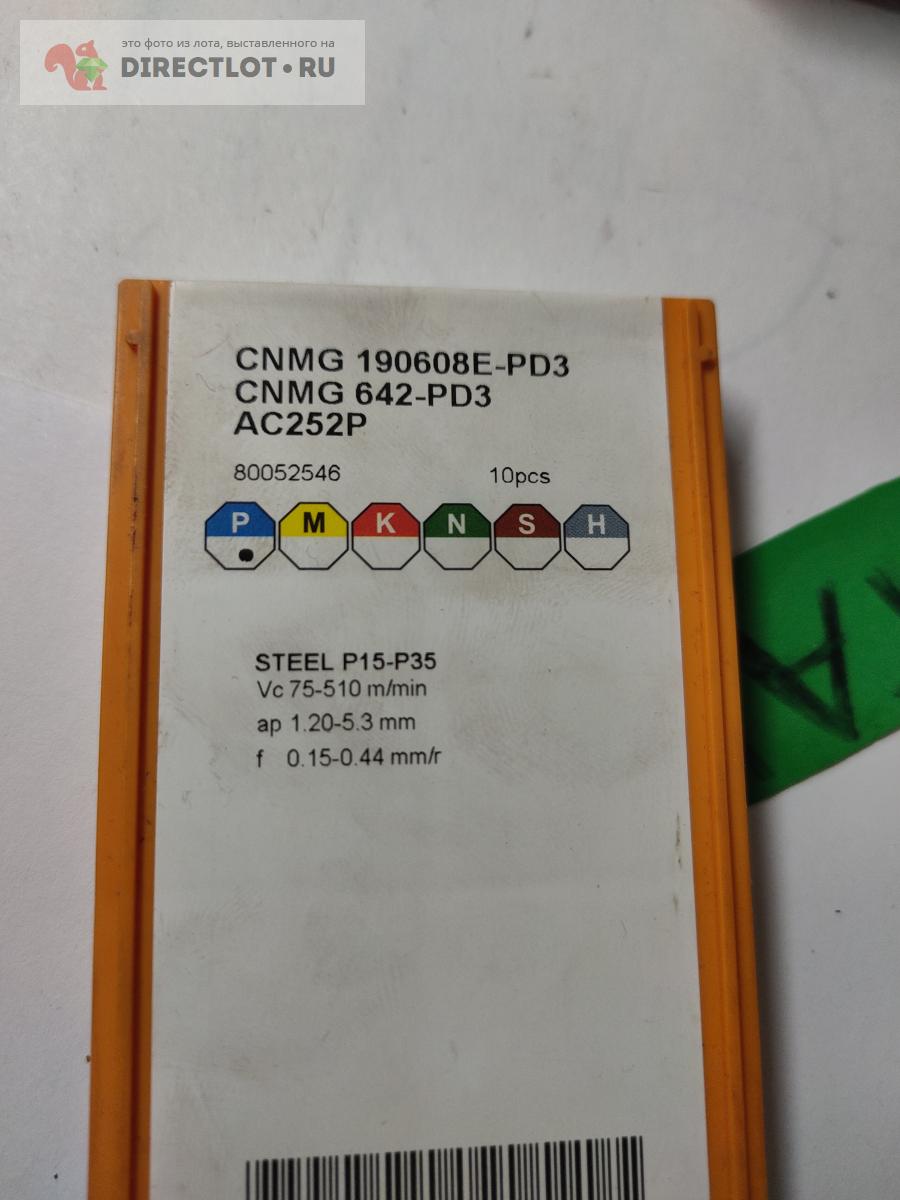 это фото из лота, выставленного на
DIRECTLOT•RU
CNMG 190608E-PD3
CNMG 642-PD3
AC252P
80052546 10pcs
P M K N S H
STEEL P15-P35
Vc 75-510 m/min
ap 1.20-5.3 mm
f 0.15-0.44 mm/r